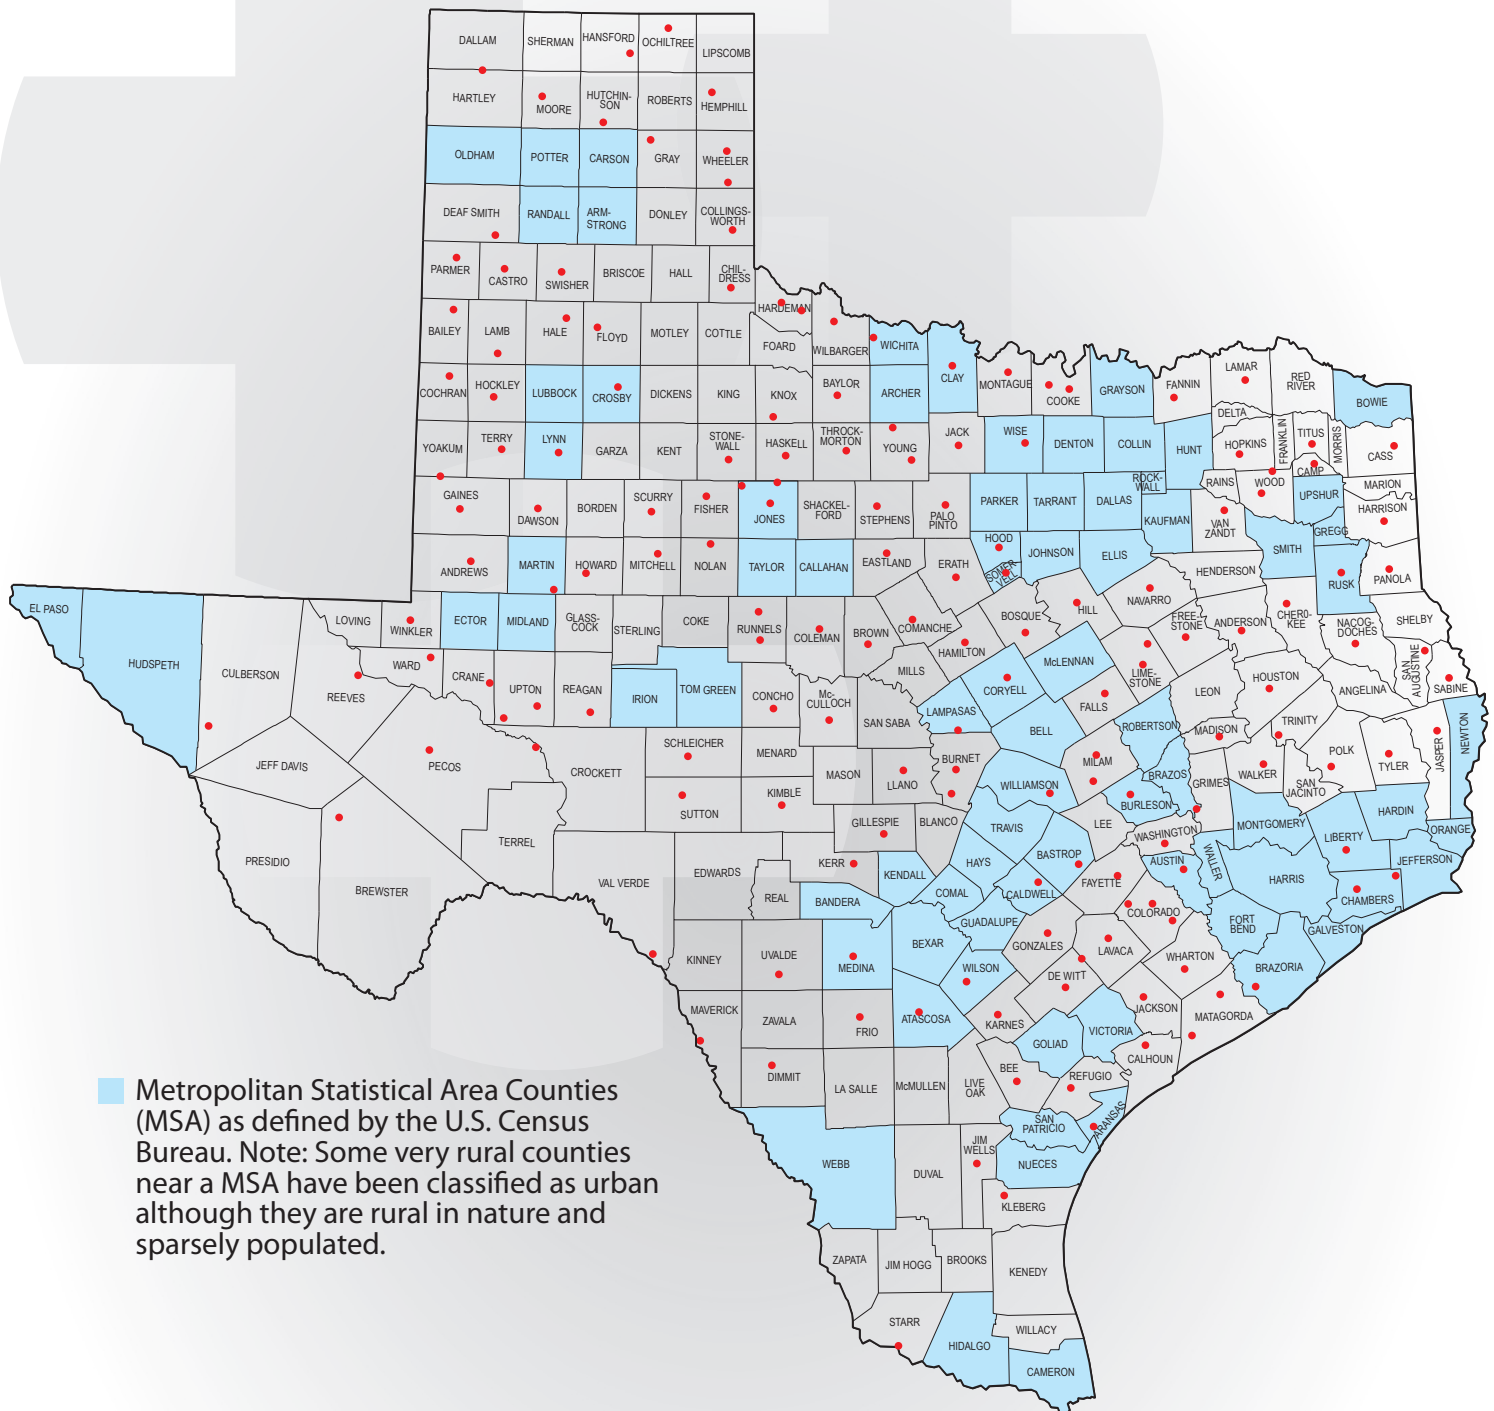 DALLAM
SHERMAN
HANSFORD
OCHILTREE
LIPSCOMB
HARTLEY
MOORE
HUTCHIN-
SON
ROBERTS
HEMPHILL
OLDHAM
POTTER
CARSON
GRAY
WHEELER
DEAF SMITH
RANDALL
ARM-
STRONG
DONLEY
COLLINGS-
WORTH
PARMER
CASTRO
SWISHER
BRISCOE
HALL
CHIL-
DRESS
BAILEY
LAMB
HALE
FLOYD
MOTLEY
COTTLE
HARDEMAN
FOARD
WILBARGER
WICHITA
CLAY
MONTAGUE
COOKE
GRAYSON
FANNIN
LAMAR
RED
RIVER
BOWIE
COCHRAN
HOCKLEY
LUBBOCK
CROSBY
DICKENS
KING
KNOX
BAYLOR
ARCHER
DELTA
YOAKUM
TERRY
LYNN
GARZA
KENT
STONE-
WALL
HASKELL
THROCK-
MORTON
YOUNG
JACK
WISE
DENTON
COLLIN
HUNT
HOPKINS
FRANKLIN
TITUS
MORRIS
CASS
CAMP
GAINES
DAWSON
BORDEN
SCURRY
FISHER
JONES
SHACKEL-
FORD
STEPHENS
PALO
PINTO
PARKER
TARRANT
DALLAS
ROCK-
WALL
KAUFMAN
RAINS
WOOD
VAN
ZANDT
UPSHUR
MARION
HARRISON
GREGG
SMITH
ANDREWS
MARTIN
HOWARD
MITCHELL
NOLAN
TAYLOR
CALLAHAN
EASTLAND
ERATH
HOOD
SOMER
VELL
JOHNSON
ELLIS
HENDERSON
RUSK
PANOLA
EL PASO
HUDSPETH
CULBERSON
LOVING
WINKLER
ECTOR
MIDLAND
GLASS-
COCK
STERLING
COKE
RUNNELS
COLEMAN
BROWN
COMANCHE
HAMILTON
BOSQUE
HILL
NAVARRO
FREE-
STONE
ANDERSON
CHERO-
KEE
NACOG-
DOCHES
SHELBY
REEVES
WARD
CRANE
UPTON
REAGAN
IRION
TOM GREEN
CONCHO
Mc-
CULLOCH
MILLS
SAN SABA
LAMPASAS
CORYELL
McLENNAN
LIME-
STONE
FALLS
LEON
HOUSTON
ANGELINA
SAN
AUGUSTINE
SABINE
JEFF DAVIS
PECOS
CROCKETT
SCHLEICHER
MENARD
MASON
LLANO
BURNET
BELL
MILAM
ROBERTSON
MADISON
BRAZOS
GRIMES
WALKER
TRINITY
SAN
JACINTO
POLK
TYLER
JASPER
NEWTON
PRESIDIO
BREWSTER
TERREL
SUTTON
KIMBLE
GILLESPIE
BLANCO
WILLIAMSON
TRAVIS
BURLESON
LEE
WASHINGTON
MONTGOMERY
LIBERTY
HARDIN
ORANGE
VAL VERDE
EDWARDS
REAL
KERR
KENDALL
BANDERA
HAYS
COMAL
CALDWELL
BASTROP
FAYETTE
AUSTIN
WALLER
HARRIS
CHAMBERS
JEFFERSON
KINNEY
UVALDE
MEDINA
BEXAR
GUADALUPE
WILSON
GONZALES
LAVACA
COLORADO
WHARTON
FORT
BEND
GALVESTON
BRAZORIA
MAVERICK
ZAVALA
FRIO
ATASCOSA
KARNES
DE WITT
JACKSON
MATAGORDA
VICTORIA
GOLIAD
CALHOUN
DIMMIT
LA SALLE
McMULLEN
LIVE
OAK
BEE
REFUGIO
ARANSAS
SAN
PATRICIO
WEBB
DUVAL
JIM
WELLS
NUECES
KLEBERG
ZAPATA
JIM HOGG
BROOKS
KENEDY
STARR
HIDALGO
WILLACY
CAMERON
Metropolitan Statistical Area Counties
(MSA) as defined by the U.S. Census
Bureau. Note: Some very rural counties
near a MSA have been classified as urban
although they are rural in nature and
sparsely populated.